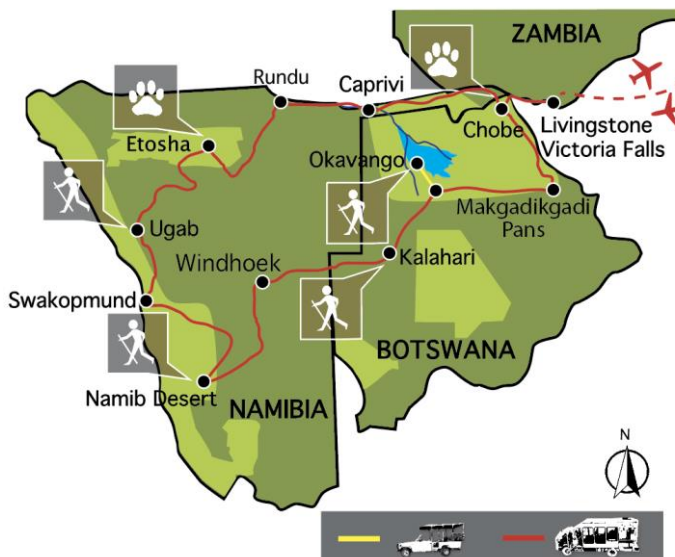 ZAMBIA
Rundu
Caprivi
Etosha
Chobe
Livingstone
Victoria Falls
Okavango
Makgadikgadi
Pans
Ugab
Windhoek
Kalahari
Swakopmund
BOTSWANA
Namib Desert
NAMIBIA
N